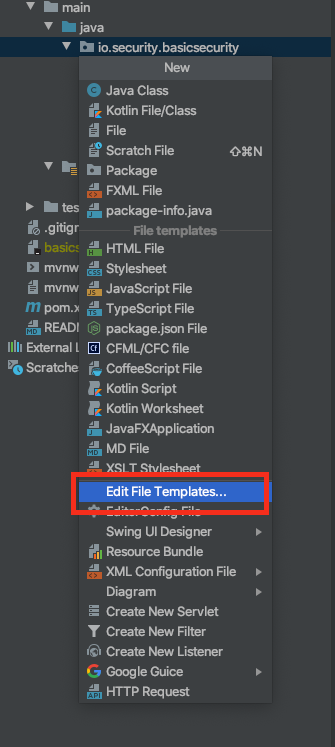 main
java
io.security.basicsecurity
New
Java Class
Kotlin File/Class
File
Scratch File ⇧⌘N
Package
FXML File
package-info.java
File templates
tes
.gitign
HTML File
basics
Stylesheet
mvnw
JavaScript File
mvnw
TypeScript File
pom.x
package.json File
READM
CFML/CFC file
External L
CoffeeScript File
Scratches
Kotlin Script
Kotlin Worksheet
JavaFXApplication
MD File
XSLT Stylesheet
Edit File Templates...
EditorConfig File
Swing UI Designer
Resource Bundle
XML Configuration File
Diagram
Create New Servlet
Create New Filter
Create New Listener
Google Guice
HTTP Request